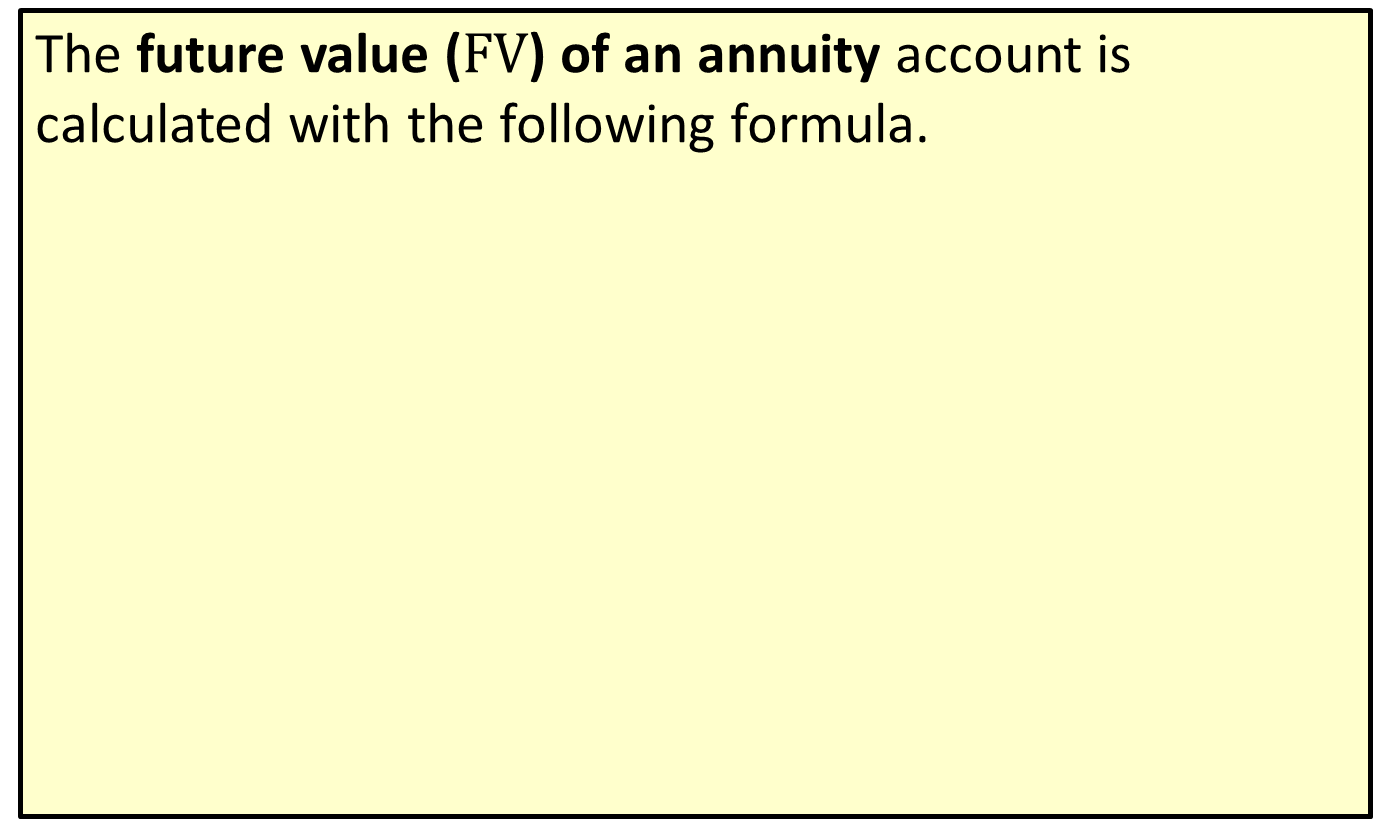 The future value (FV) of an annuity account is
calculated with the following formula.